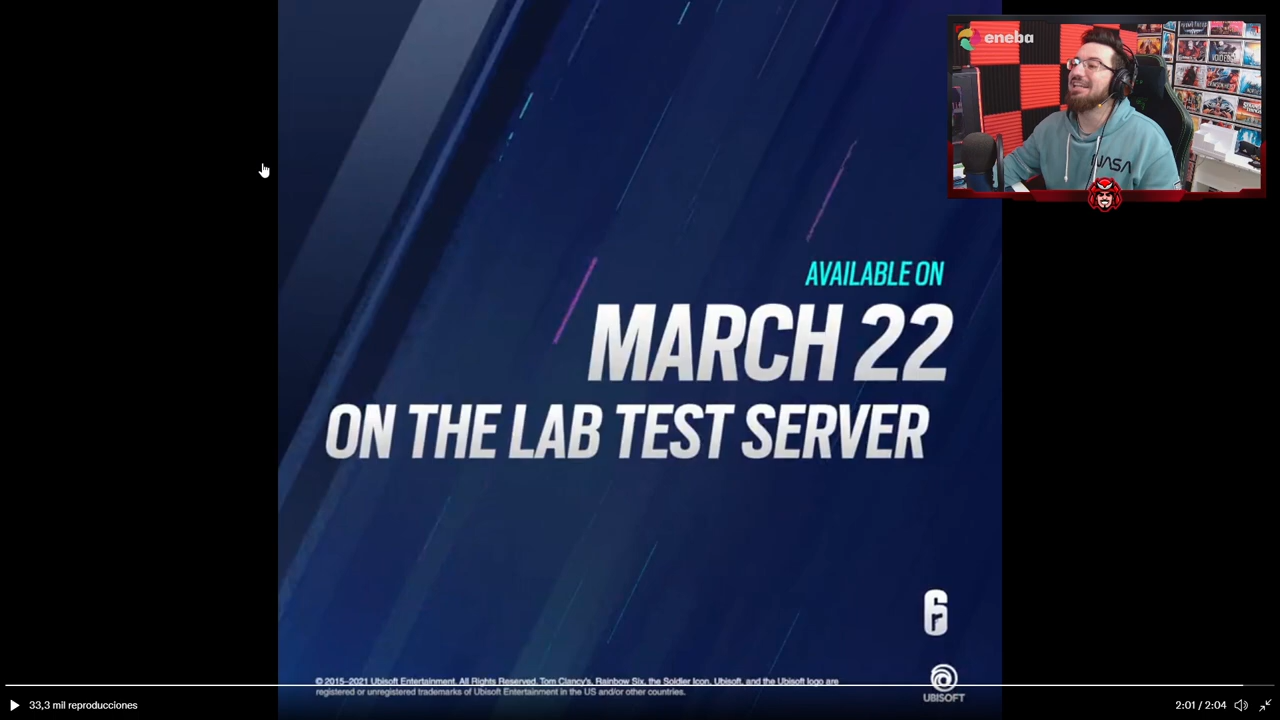 eneba
NASA
AVAILABLE ON
MARCH 22
ON THE LAB TEST SERVER
6
© 2015–2021 Ubisoft Entertainment. All Rights Reserved. Tom Clancy's, Rainbow Six, the Soldier Icon, Ubisoft, and the Ubisoft logo are
registered or unregistered trademarks of Ubisoft Entertainment in the US and/or other countries.
UBISOFT
33,3 mil reproducciones
2:01 / 2:04